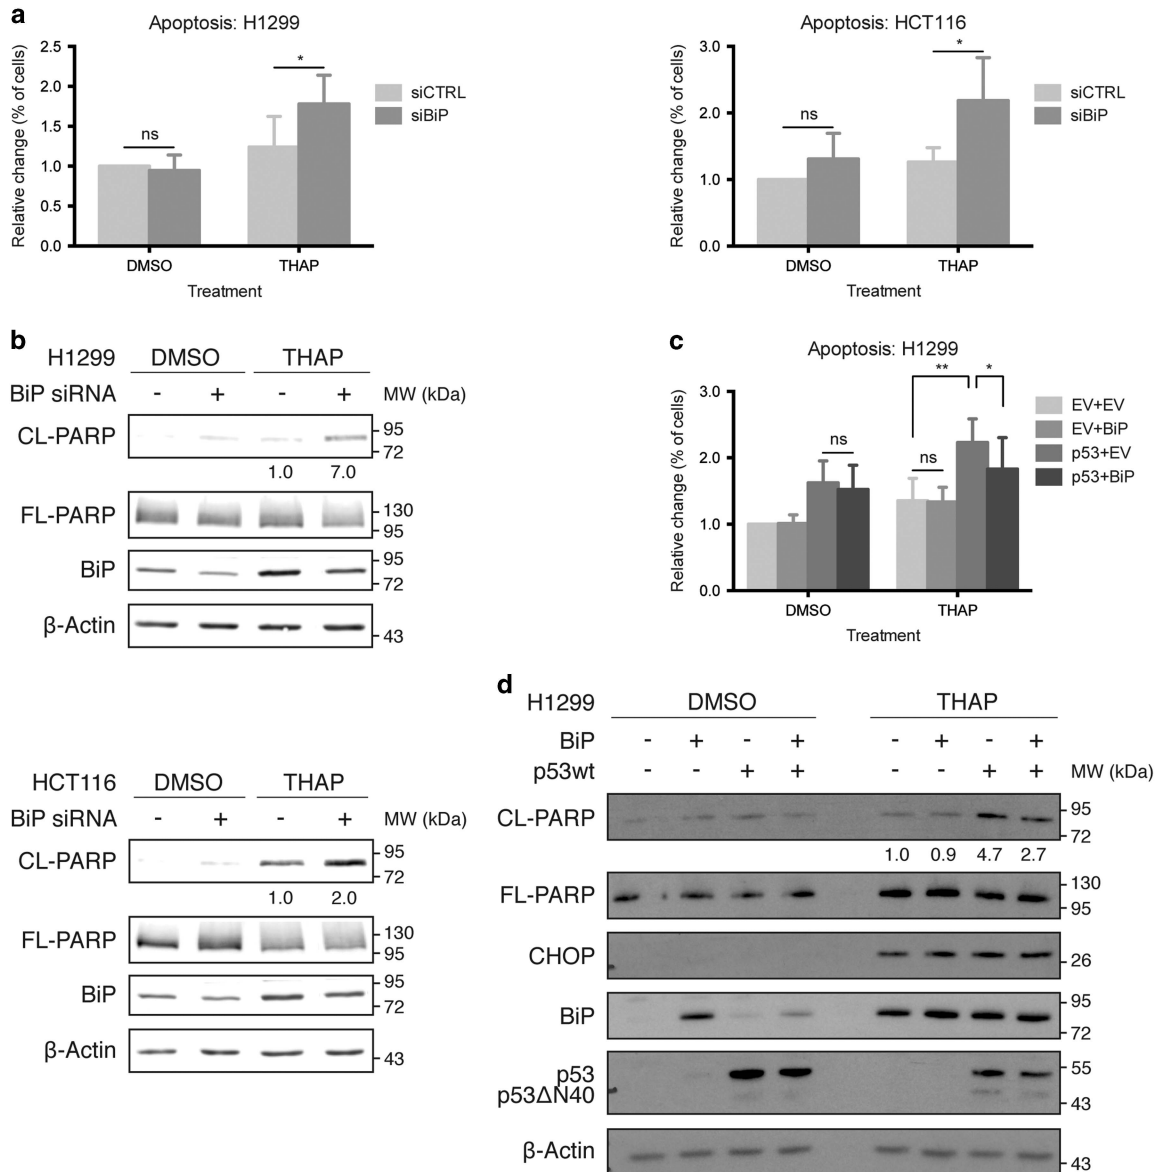 a
Apoptosis: H1299
Relative change (% of cells)
2.5
2.0
1.5
1.0
0.5
0.0
ns
*
siCTRL
siBiP
DMSO THAP
Treatment
Apoptosis: HCT116
Relative change (% of cells)
3.0
2.0
1.0
0.0
ns
*
siCTRL
siBiP
DMSO THAP
Treatment
b
H1299 DMSO THAP
BiP siRNA - + - + MW (kDa)
CL-PARP 95
72
1.0 7.0
FL-PARP 130
95
BiP 95
72
β-Actin 43
HCT116 DMSO THAP
BiP siRNA - + - + MW (kDa)
CL-PARP 95
72
1.0 2.0
FL-PARP 130
95
BiP 95
72
β-Actin 43
c
Apoptosis: H1299
Relative change (% of cells)
3.0
2.0
1.0
0.0
ns
ns
**
*
EV+EV
EV+BiP
p53+EV
p53+BiP
DMSO THAP
Treatment
d
H1299 DMSO THAP
BiP - + - + - + - +
p53wt - - + + - - + + MW (kDa)
CL-PARP 95
72
1.0 0.9 4.7 2.7
FL-PARP 130
95
CHOP 26
BiP 95
72
p53 55
p53ΔN40 43
β-Actin 43